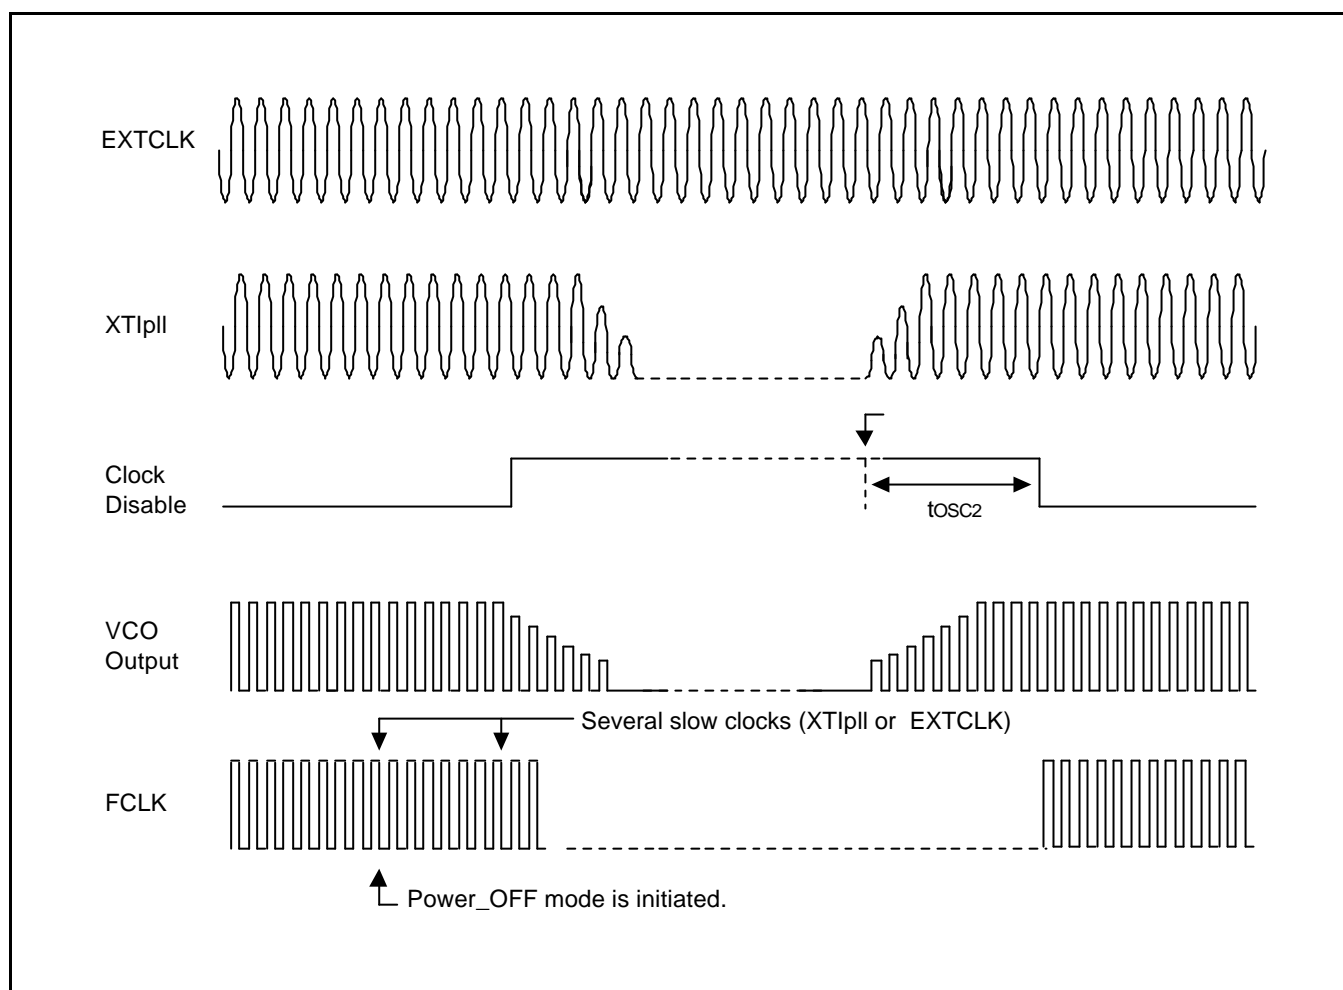 EXTCLK
XTIpll
Clock
Disable
tOSC2
VCO
Output
Several slow clocks (XTIpll or EXTCLK)
FCLK
Power_OFF mode is initiated.